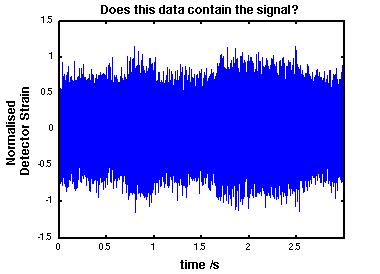 Does this data contain the signal?
1.5
1
0.5
0
-0.5
-1
-1.5
Normalised
Detector Strain
0 0.5 1 1.5 2 2.5
time /s